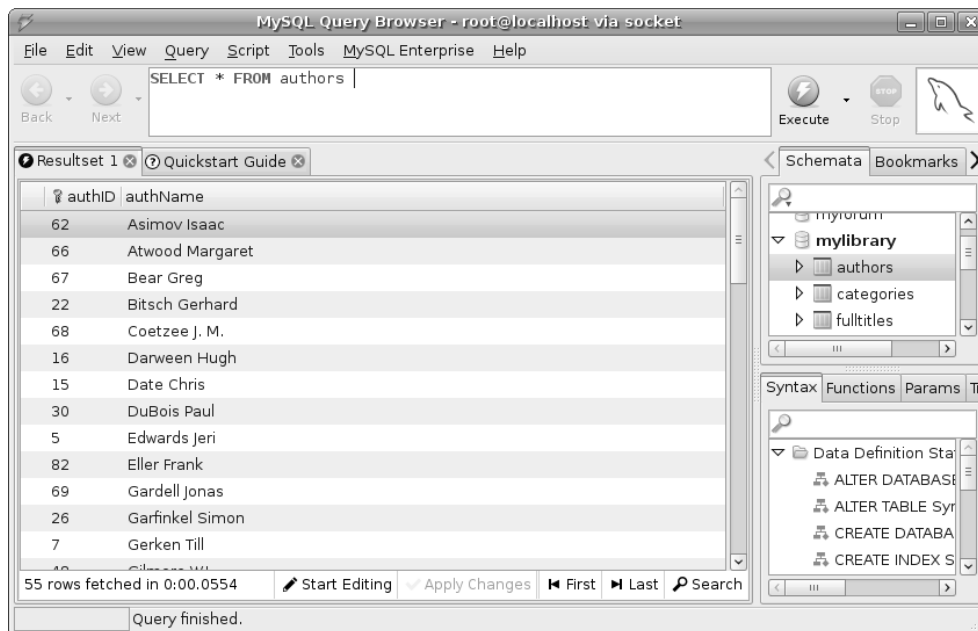 MySQL Query Browser - root@localhost via socket
File Edit View Query Script Tools MySQL Enterprise Help
SELECT * FROM authors
Back Next Execute STOP Stop
Resultset 1 Quickstart Guide
authID authName
62 Asimov Isaac
66 Atwood Margaret
67 Bear Greg
22 Bitsch Gerhard
68 Coetzee J. M.
16 Darween Hugh
15 Date Chris
30 DuBois Paul
5 Edwards Jeri
82 Eller Frank
69 Gardell Jonas
26 Garfinkel Simon
7 Gerken Till
55 rows fetched in 0:00.0554 Start Editing Apply Changes First Last Search
Query finished.
Schemata Bookmarks
myforum
mylibrary
authors
categories
fulltitles
Syntax Functions Params T
Data Definition Sta
ALTER DATABASE
ALTER TABLE Syr
CREATE DATABA
CREATE INDEX S